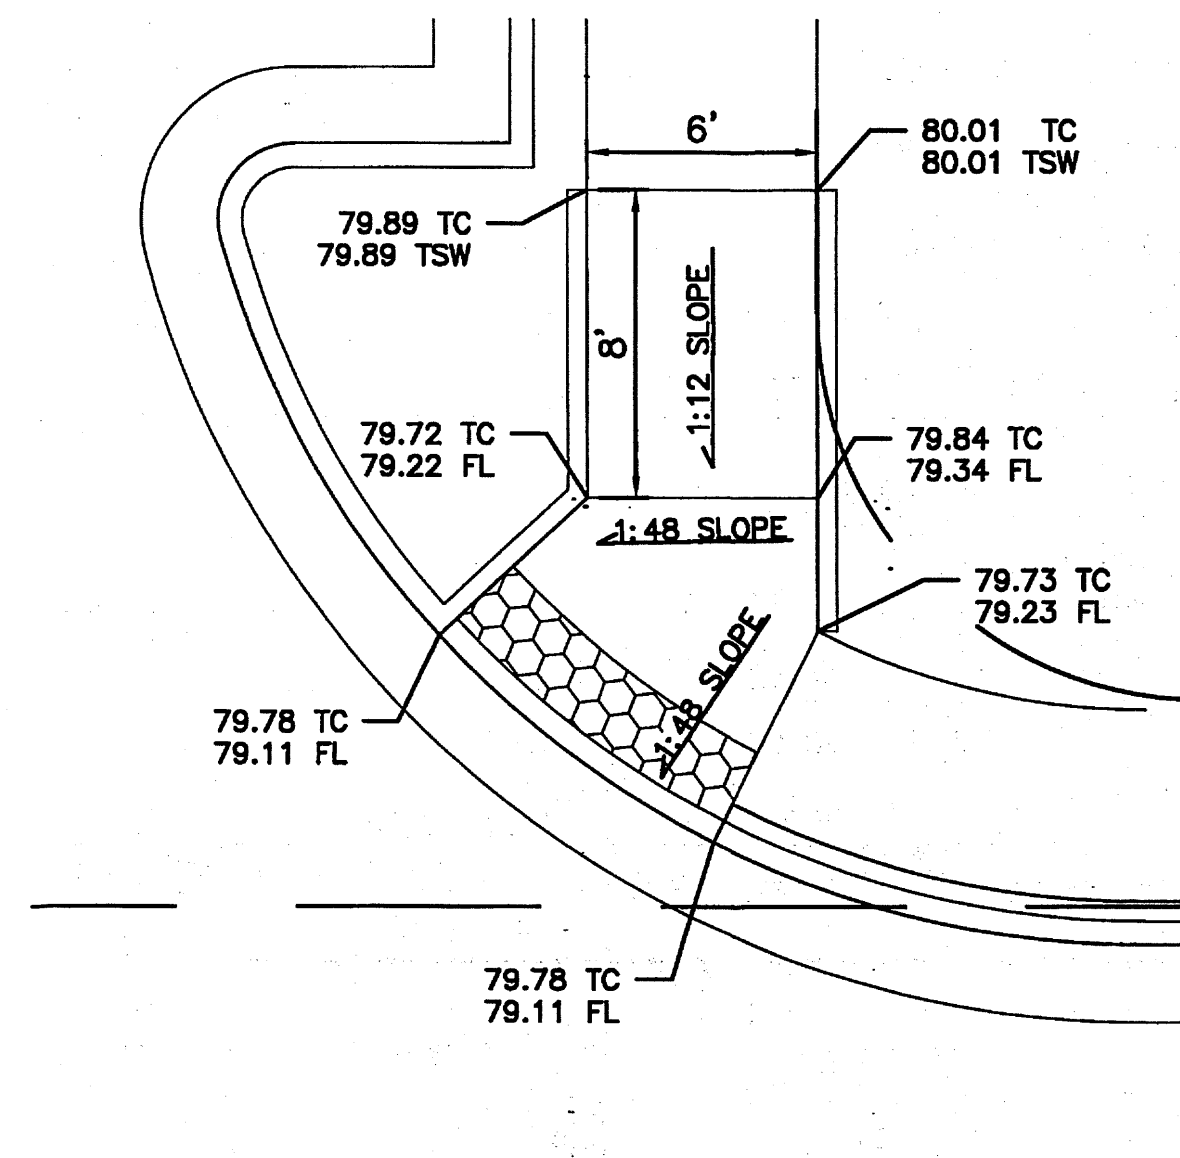 6'
80.01 TC
80.01 TSW
79.89 TC
79.89 TSW
1:12 SLOPE
8'
79.72 TC
79.22 FL
79.84 TC
79.34 FL
1:48 SLOPE
79.73 TC
79.23 FL
1:48 SLOPE
79.78 TC
79.11 FL
79.78 TC
79.11 FL